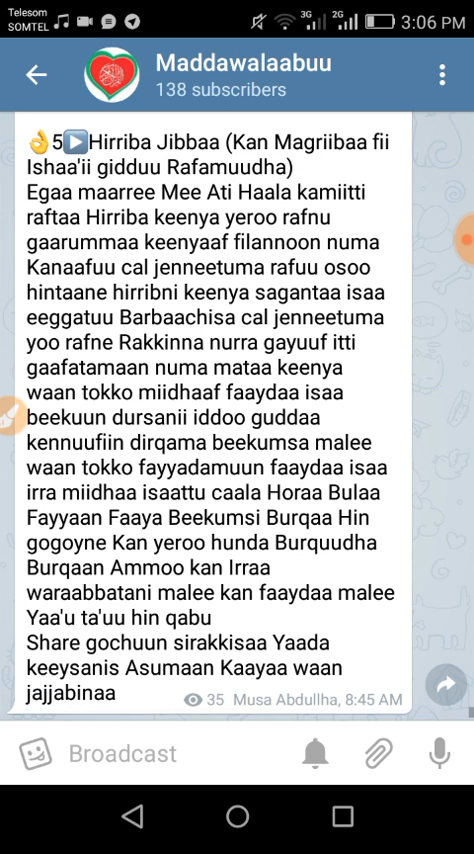 Telesom
SOMTEL
3G
2G
3:06 PM
Maddawalaabuu
138 subscribers
👌5▶Hirriba Jibbaa (Kan Magriibaa fii
Ishaa'ii gidduu Rafamuudha)
Egaa maarree Mee Ati Haala kamiitti
raftaa Hirriba keenya yeroo rafnu
gaarummaa keenyaaf filannoon numa
Kanaafuu cal jenneetuma rafuu osoo
hintaane hirribni keenya sagantaa isaa
eeggatuu Barbaachisa cal jenneetuma
yoo rafne Rakkinna nurra gayuuf itti
gaafatamaan numa mataa keenya
waan tokko miidhaaf faaydaa isaa
beekuun dursanii iddoo guddaa
kennuufiin dirqama beekumsa malee
waan tokko fayyadamuun faaydaa isaa
irra miidhaa isaattu caala Horaa Bulaa
Fayyaan Faaya Beekumsi Burqaa Hin
gogoyne Kan yeroo hunda Burquudha
Burqaan Ammoo kan Irraa
waraabbatani malee kan faaydaa malee
Yaa'u ta'uu hin qabu
Share gochuun sirakkisaa Yaada
keeysanis Asumaan Kaayaa waan
jajjabinaa
35 Musa Abdullha, 8:45 AM
Broadcast